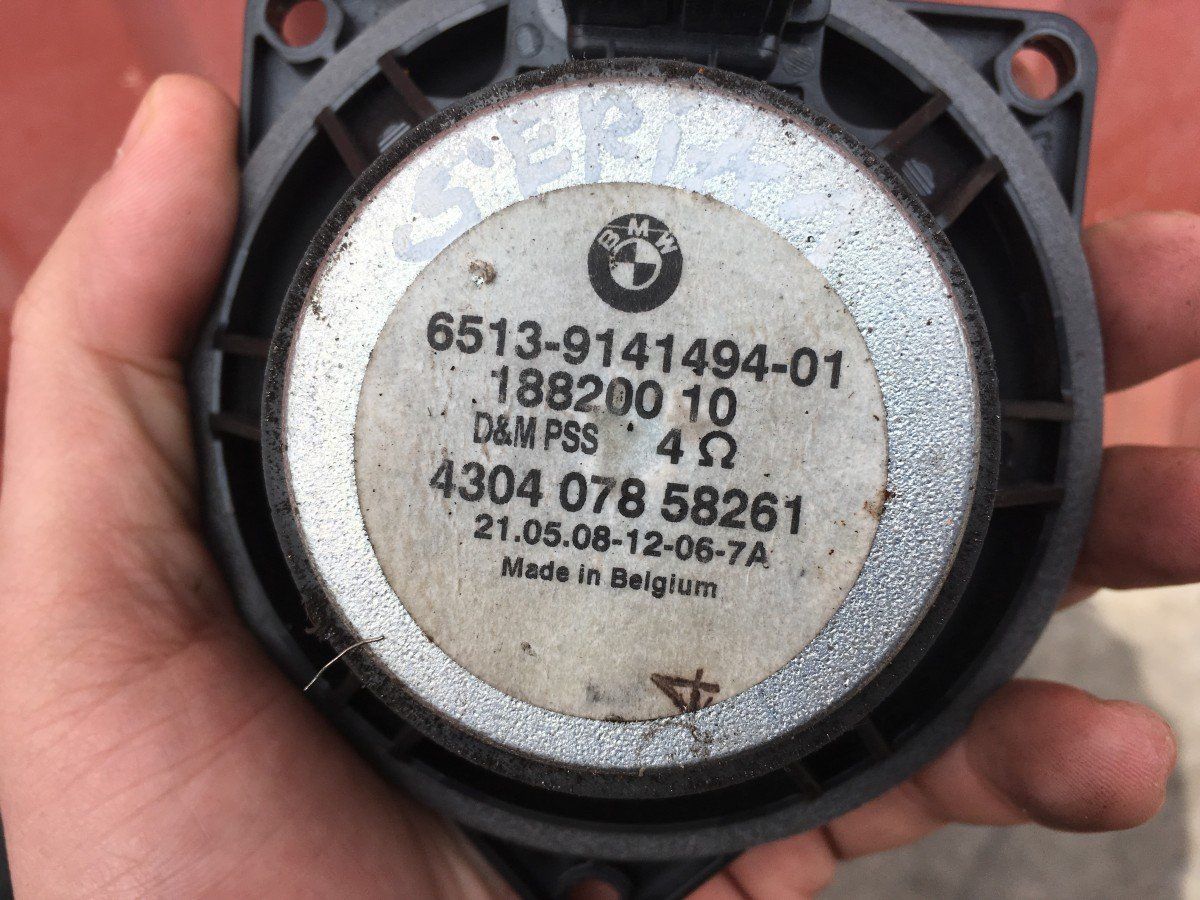 BMW
6513-9141494-01
188200 10
D&M PSS 4 Ω
4304 078 58261
21.05.08-12-06-7A
Made in Belgium